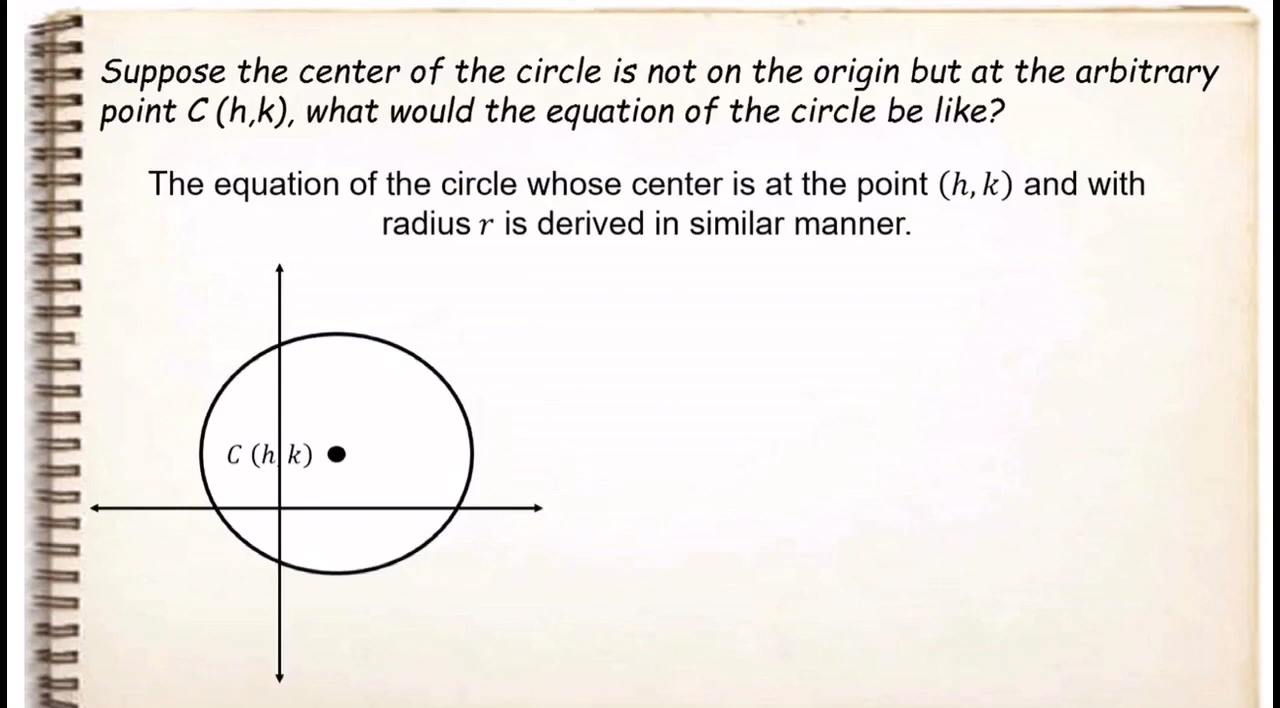 Suppose the center of the circle is not on the origin but at the arbitrary
point C (h,k), what would the equation of the circle be like?
The equation of the circle whose center is at the point (h, k) and with
radius r is derived in similar manner.
C (h k)